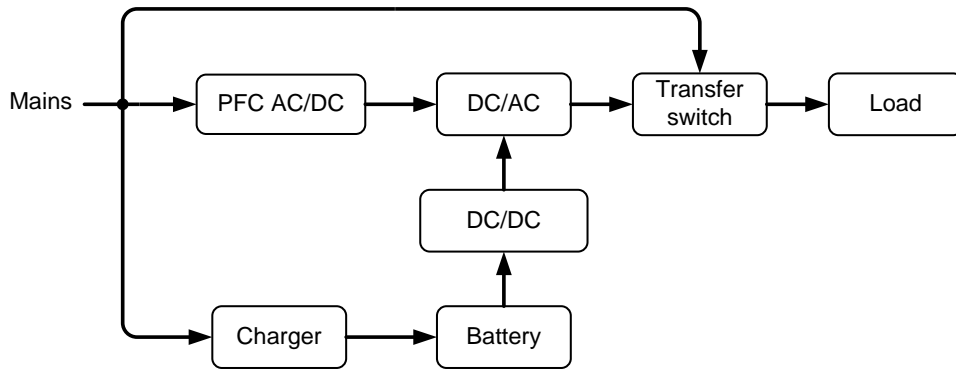 Mains
PFC AC/DC
DC/AC
Transfer
switch
Load
DC/DC
Charger
Battery